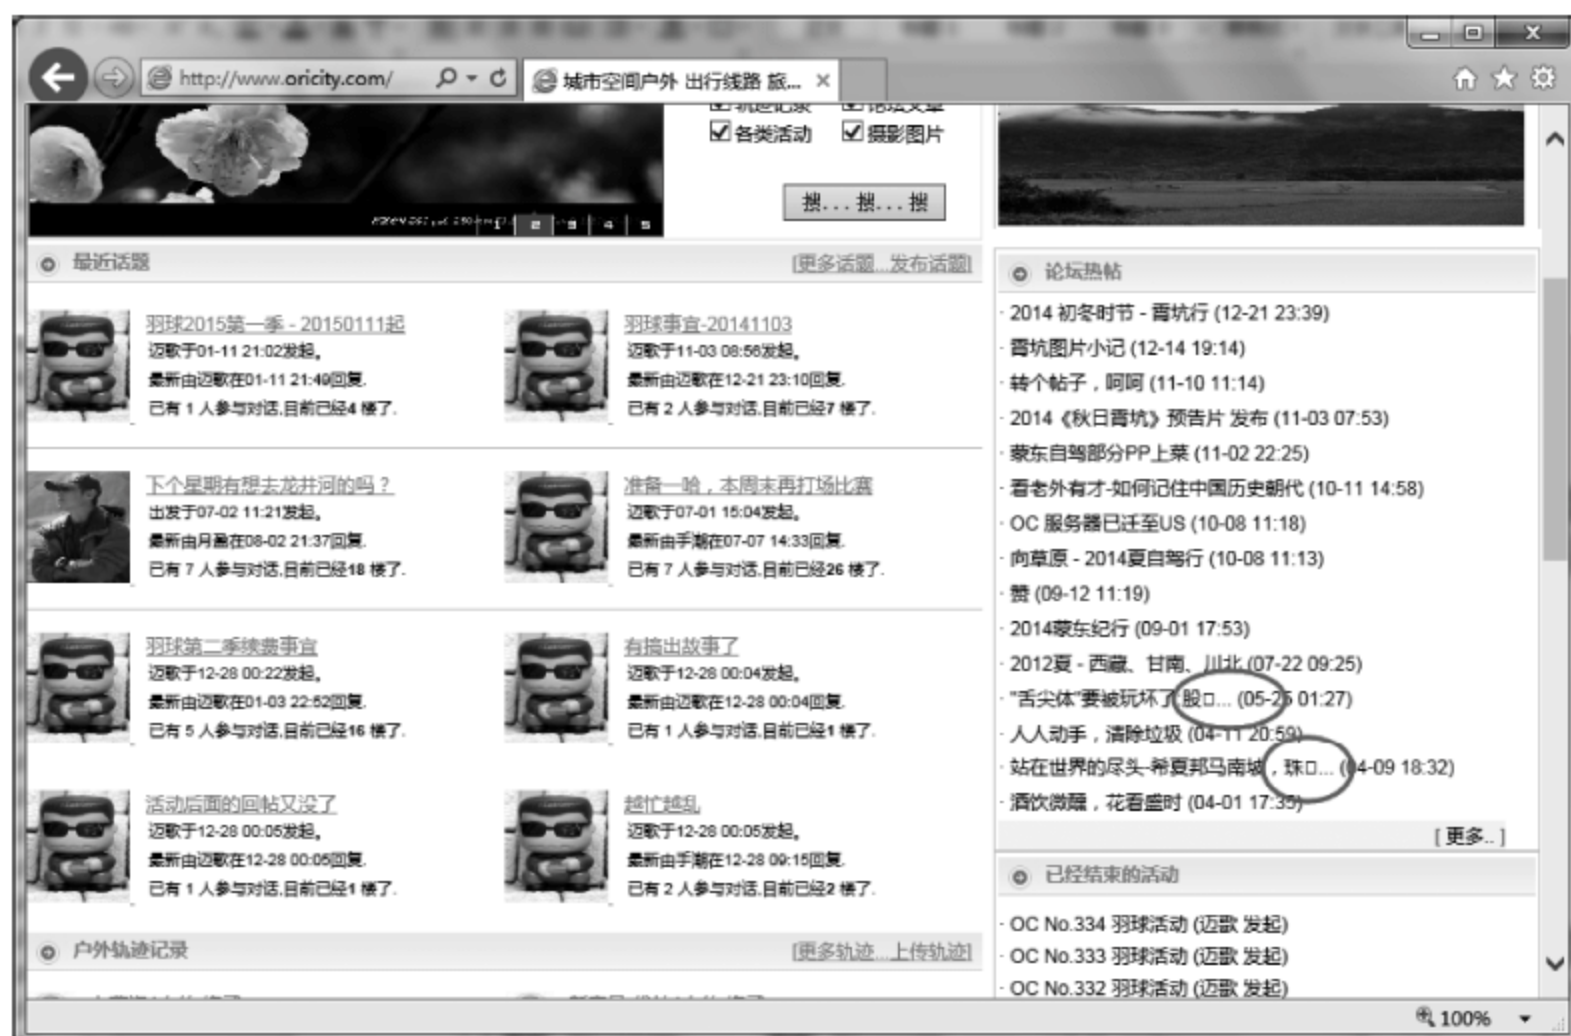 http://www.oricity.com/
城市空间户外 出行线路 旅...
各类活动 摄影图片
搜...搜...搜
1 2 3 4 5
最近话题 [更多话题...发布话题]
羽球2015第一季 - 20150111起
迈歌于01-11 21:02发起。
最新由迈歌在01-11 21:49回复.
已有 1 人参与对话,目前已经4 楼了.
羽球事宜-20141103
迈歌于11-03 08:56发起。
最新由迈歌在12-21 23:10回复.
已有 2 人参与对话,目前已经7 楼了.
下个星期有想去龙井河的吗？
出发于07-02 11:21发起。
最新由月盈在08-02 21:37回复.
已有 7 人参与对话,目前已经18 楼了.
准备一哈，本周末再打场比赛
迈歌于07-01 15:04发起。
最新由手潮在07-07 14:33回复.
已有 7 人参与对话,目前已经26 楼了.
羽球第二季续费事宜
迈歌于12-28 00:22发起。
最新由迈歌在01-03 22:52回复.
已有 5 人参与对话,目前已经16 楼了.
有搞出故事了
迈歌于12-28 00:04发起。
最新由迈歌在12-28 00:04回复.
已有 1 人参与对话,目前已经1 楼了.
活动后面的回帖又没了
迈歌于12-28 00:05发起。
最新由迈歌在12-28 00:05回复.
已有 1 人参与对话,目前已经1 楼了.
越忙越乱
迈歌于12-28 00:05发起。
最新由手潮在12-28 09:15回复.
已有 2 人参与对话,目前已经2 楼了.
户外轨迹记录 [更多轨迹...上传轨迹]
论坛热帖
· 2014 初冬时节 - 霄坑行 (12-21 23:39)
· 霄坑图片小记 (12-14 19:14)
· 转个帖子，呵呵 (11-10 11:14)
· 2014《秋日霄坑》预告片 发布 (11-03 07:53)
· 蒙东自驾部分PP上菜 (11-02 22:25)
· 看老外有才-如何记住中国历史朝代 (10-11 14:58)
· OC 服务器已迁至US (10-08 11:18)
· 向草原 - 2014夏自驾行 (10-08 11:13)
· 赞 (09-12 11:19)
· 2014蒙东纪行 (09-01 17:53)
· 2012夏 - 西藏、甘南、川北 (07-22 09:25)
· "舌尖体"要被玩坏了 股□... (05-25 01:27)
· 人人动手，清除垃圾 (04-11 20:59)
· 站在世界的尽头-希夏邦马南坡，珠□... (04-09 18:32)
· 酒饮微醺，花看盛时 (04-01 17:35)
[ 更多.. ]
已经结束的活动
· OC No.334 羽球活动 (迈歌 发起)
· OC No.333 羽球活动 (迈歌 发起)
· OC No.332 羽球活动 (迈歌 发起)
100%